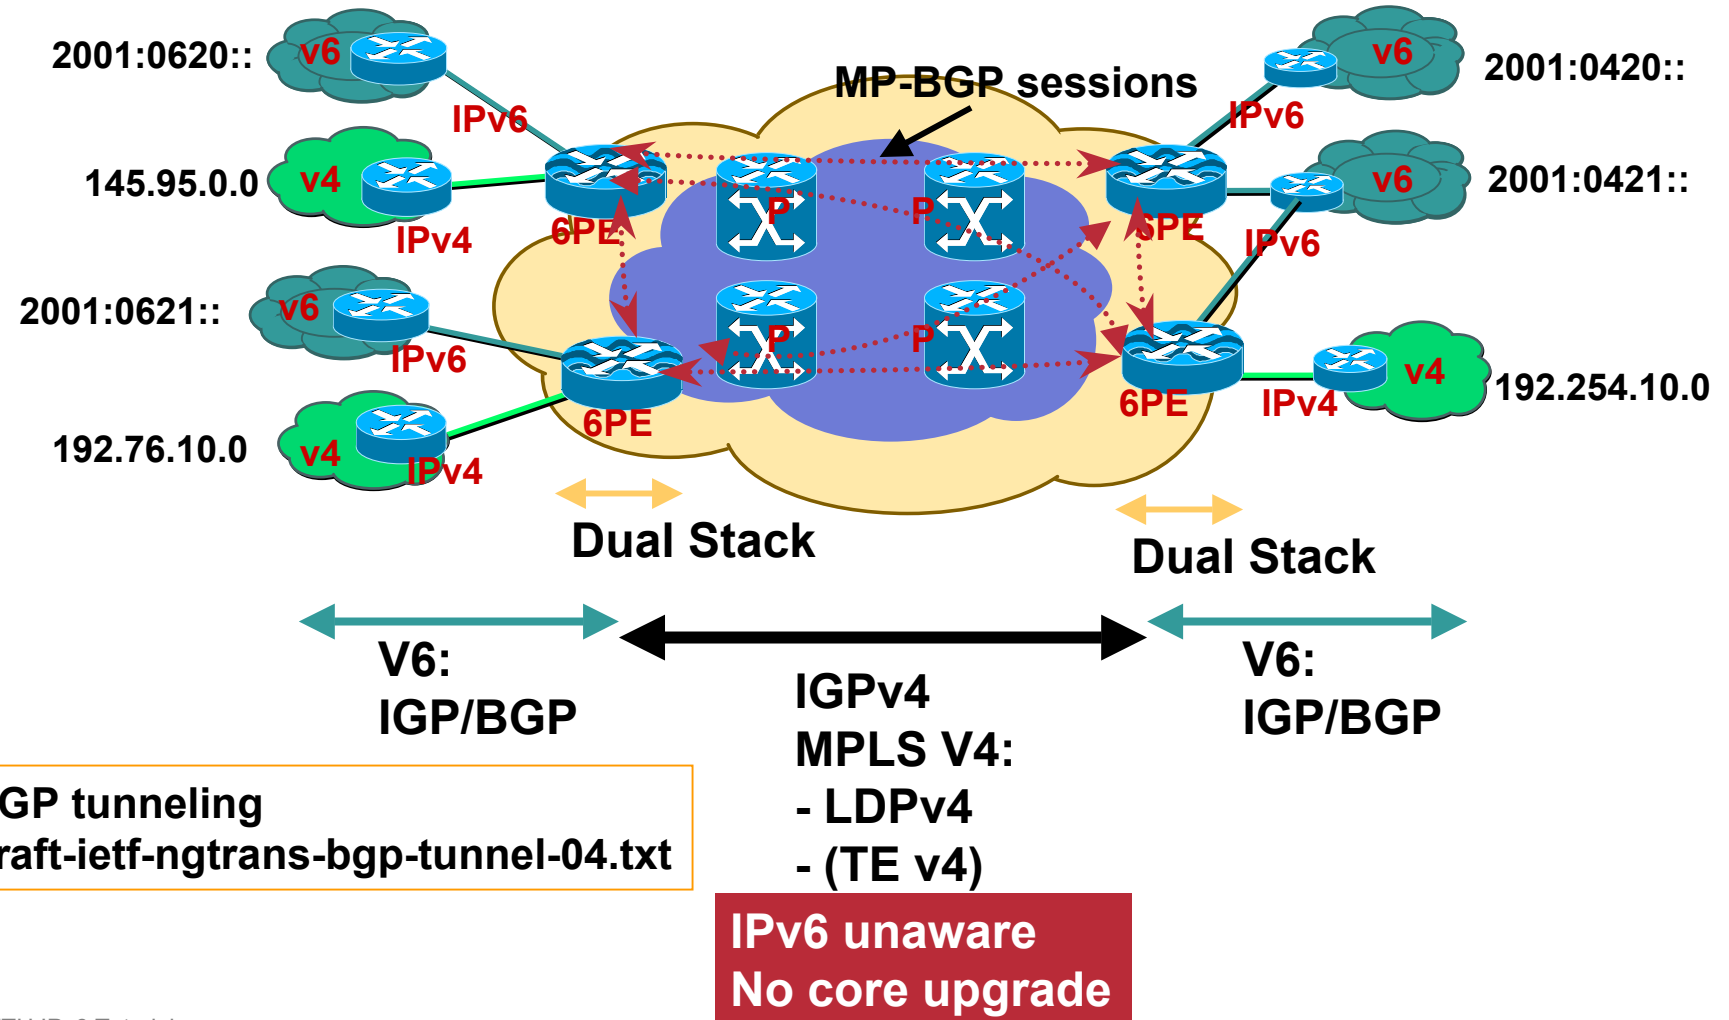 2001:0620::
v6
IPv6
145.95.0.0
v4
IPv4
2001:0621::
v6
IPv6
192.76.10.0
v4
IPv4
MP-BGP sessions
6PE
6PE
P
P
P
P
6PE
6PE
v6
2001:0420::
IPv6
v6
2001:0421::
IPv6
v4
192.254.10.0
IPv4
Dual Stack
Dual Stack
V6:
IGP/BGP
IGPv4
MPLS V4:
- LDPv4
- (TE v4)
V6:
IGP/BGP
GP tunneling
raft-ietf-ngtrans-bgp-tunnel-04.txt
IPv6 unaware
No core upgrade